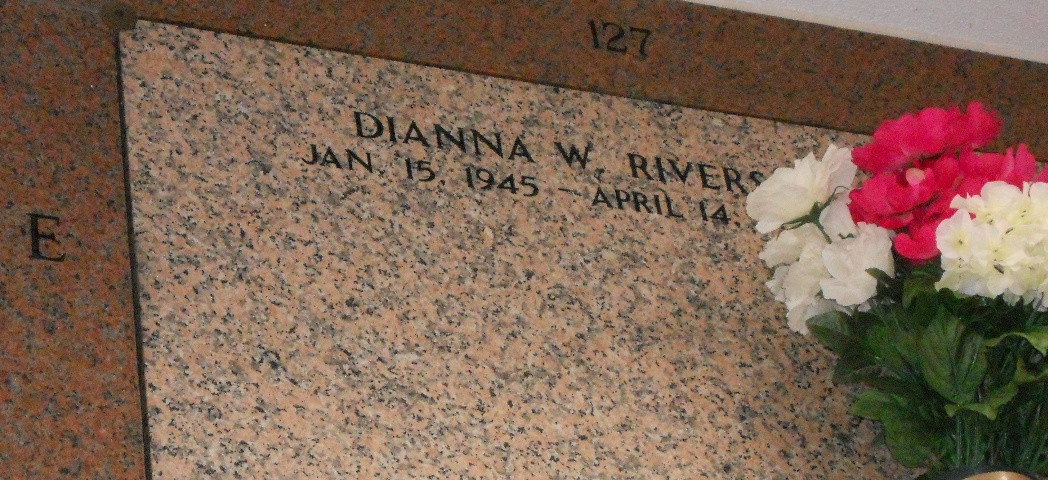 127
DIANNA W. RIVERS
JAN. 15, 1945 – APRIL 14
E